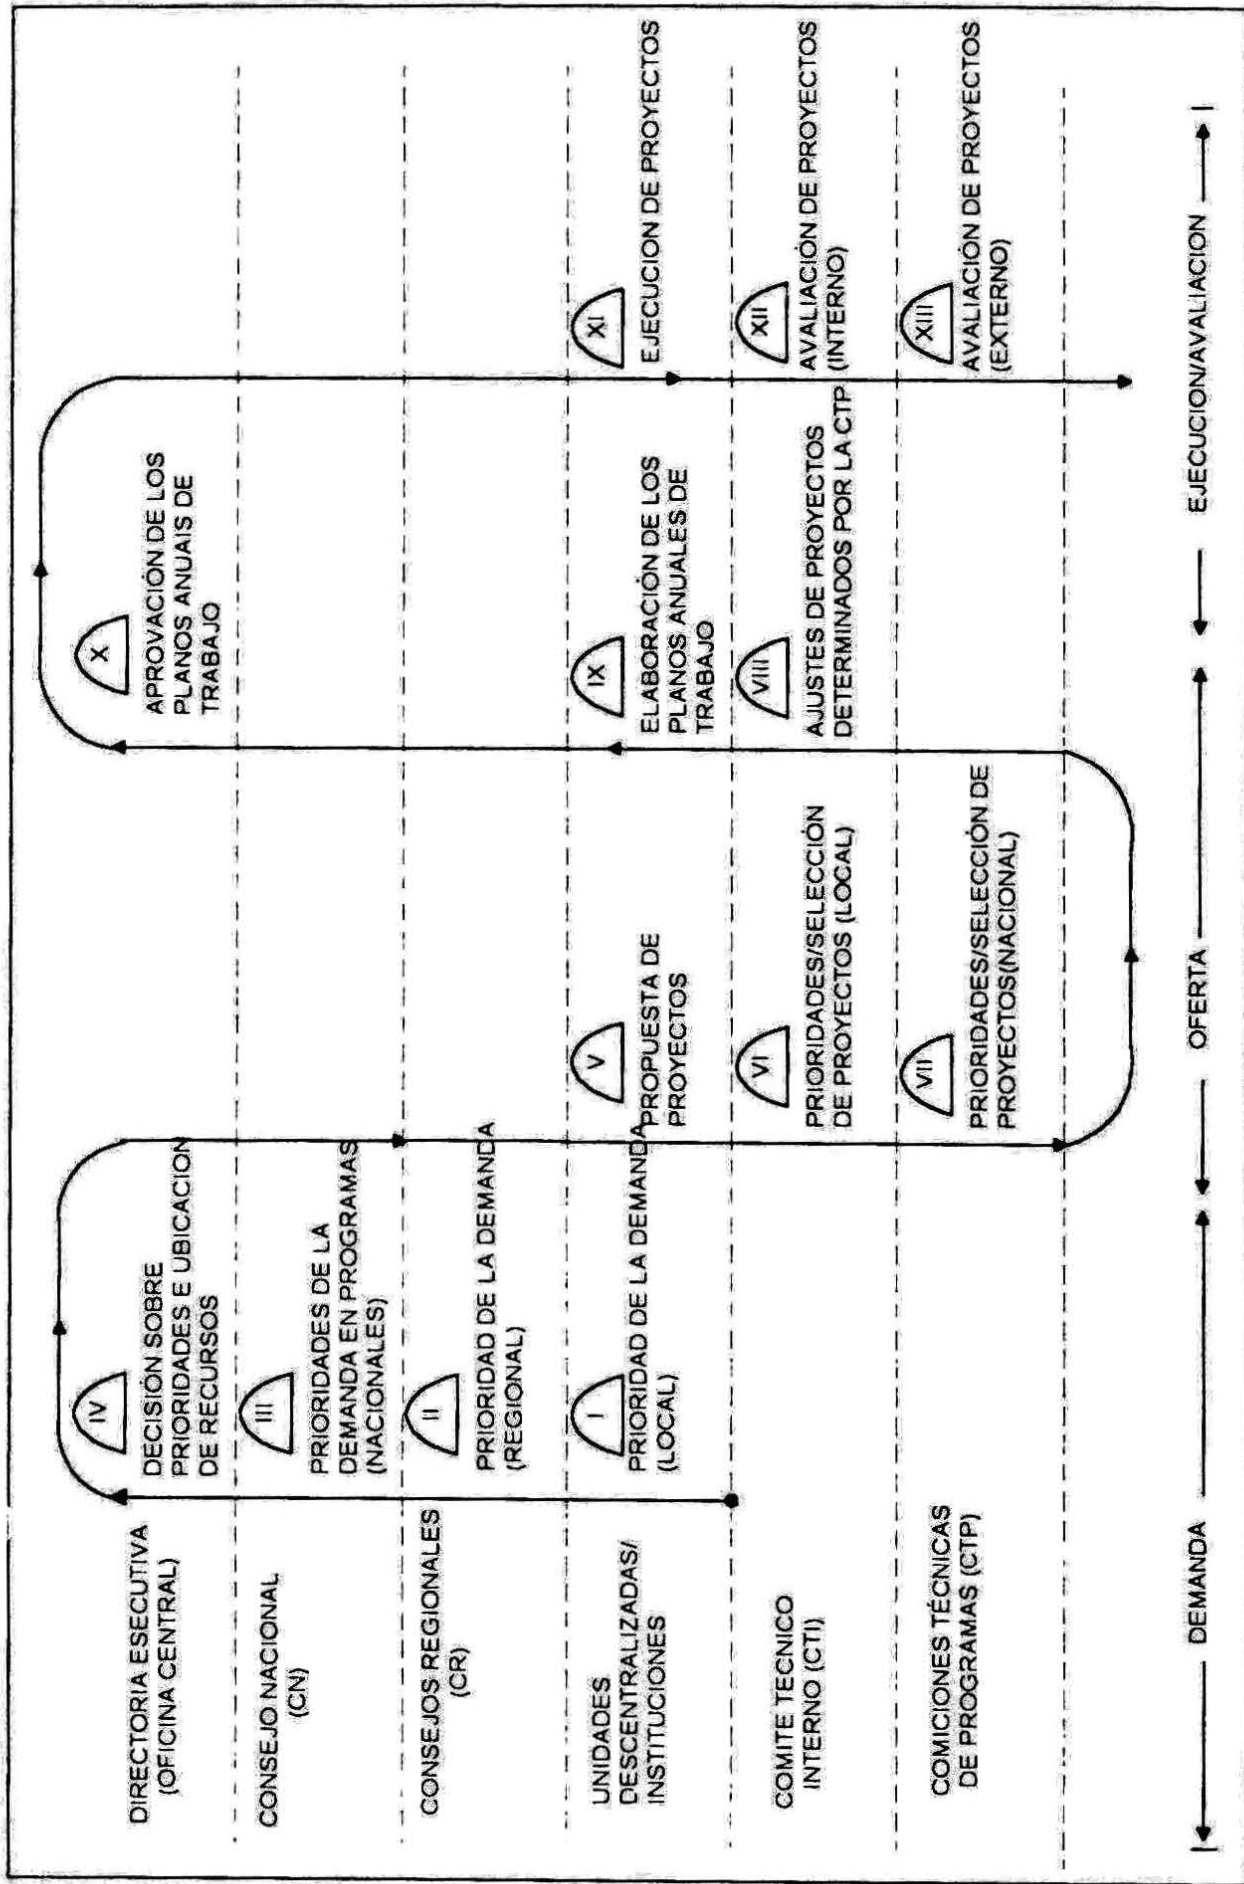 DIRECTORIA ESECUTIVA
(OFICINA CENTRAL)
IV
DECISIÓN SOBRE
PRIORIDADES E UBICACION
DE RECURSOS
X
APROVACIÓN DE LOS
PLANOS ANUAIS DE
TRABAJO
CONSEJO NACIONAL
(CN)
III
PRIORIDADES DE LA
DEMANDA EN PROGRAMAS
(NACIONALES)
CONSEJOS REGIONALES
(CR)
II
PRIORIDAD DE LA DEMANDA
(REGIONAL)
UNIDADES
DESCENTRALIZADAS/
INSTITUCIONES
I
PRIORIDAD DE LA DEMANDA
(LOCAL)
V
PROPUESTA DE
PROYECTOS
IX
ELABORACIÓN DE LOS
PLANOS ANUALES DE
TRABAJO
XI
EJECUCION DE PROYECTOS
COMITE TECNICO
INTERNO (CTI)
VI
PRIORIDADES/SELECCIÓN
DE PROYECTOS (LOCAL)
VIII
AJUSTES DE PROYECTOS
DETERMINADOS POR LA CTP
XII
AVALIACIÓN DE PROYECTOS
(INTERNO)
COMICIONES TÉCNICAS
DE PROGRAMAS (CTP)
VII
PRIORIDADES/SELECCIÓN DE
PROYECTOS(NACIONAL)
XIII
AVALIACIÓN DE PROYECTOS
(EXTERNO)
DEMANDA
OFERTA
EJECUCION/AVALIACION